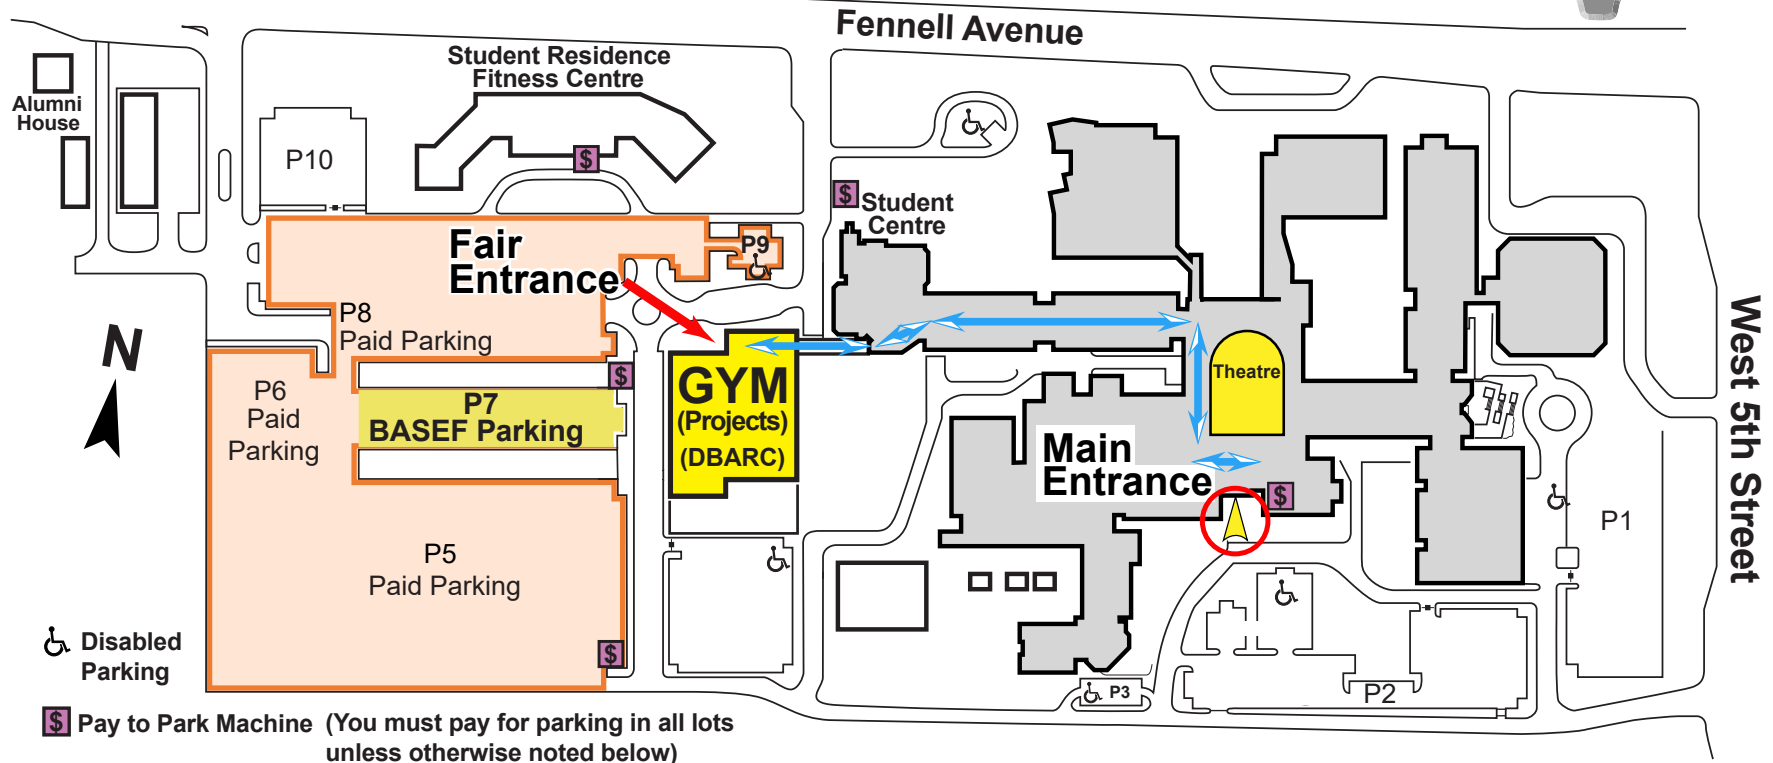 Fennell Avenue
Student Residence
Fitness Centre
Alumni
House
P10
$
$
Student
Centre
Fair
Entrance
P9
N
P8
Paid Parking
West 5th Street
Theatre
P6
Paid
Parking
$
P7
BASEF Parking
GYM
(Projects)
(DBARC)
Main
Entrance
$
P1
P5
Paid Parking
Disabled
Parking
$
P3
P2
$ Pay to Park Machine (You must pay for parking in all lots
unless otherwise noted below)